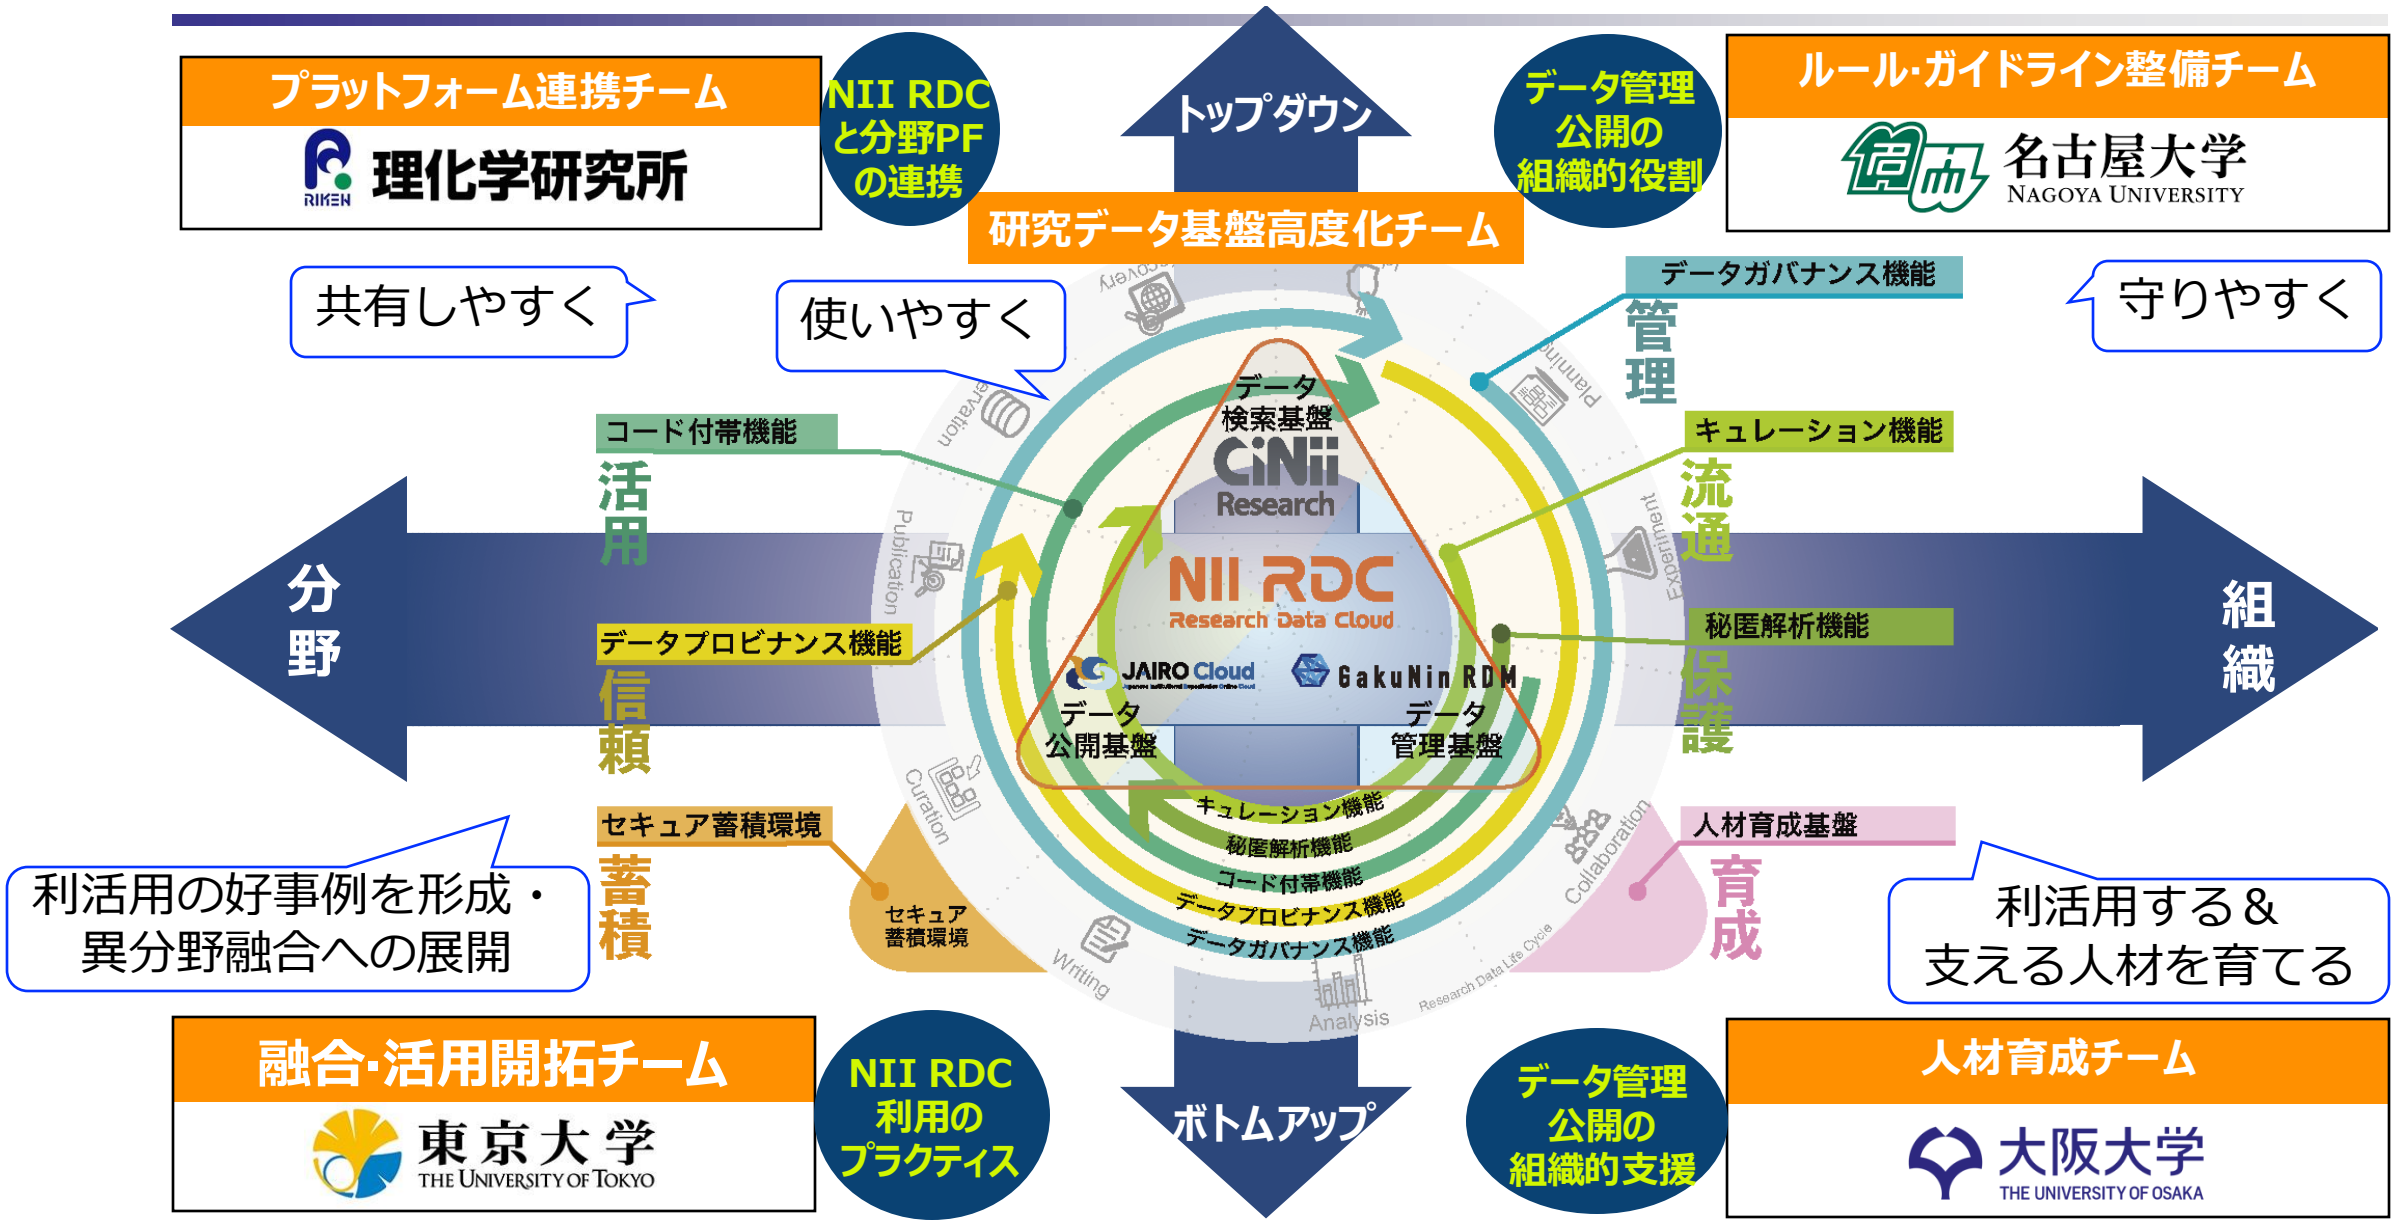 プラットフォーム連携チーム
RIKEN
理化学研究所
NII RDC
と分野PF
の連携
トップダウン
データ管理
公開の
組織的役割
ルール・ガイドライン整備チーム
名古屋大学
NAGOYA UNIVERSITY
研究データ基盤高度化チーム
共有しやすく
使いやすく
守りやすく
データガバナンス機能
管理
コード付帯機能
活用
キュレーション機能
流通
データ
検索基盤
CiNii
Research
Planning
Experiment
Publication
分野
組織
NII RDC
Research Data Cloud
データプロビナンス機能
信頼
秘匿解析機能
保護
JAIRO Cloud
GakuNin RDM
データ
公開基盤
データ
管理基盤
Curation
Collaboration
セキュア蓄積環境
蓄積
人材育成基盤
育成
キュレーション機能
秘匿解析機能
コード付帯機能
データプロビナンス機能
データガバナンス機能
セキュア
蓄積環境
Writing
Analysis
Research Data Life Cycle
利活用の好事例を形成・
異分野融合への展開
利活用する＆
支える人材を育てる
融合・活用開拓チーム
東京大学
THE UNIVERSITY OF TOKYO
NII RDC
利用の
プラクティス
ボトムアップ
データ管理
公開の
組織的支援
人材育成チーム
大阪大学
THE UNIVERSITY OF OSAKA